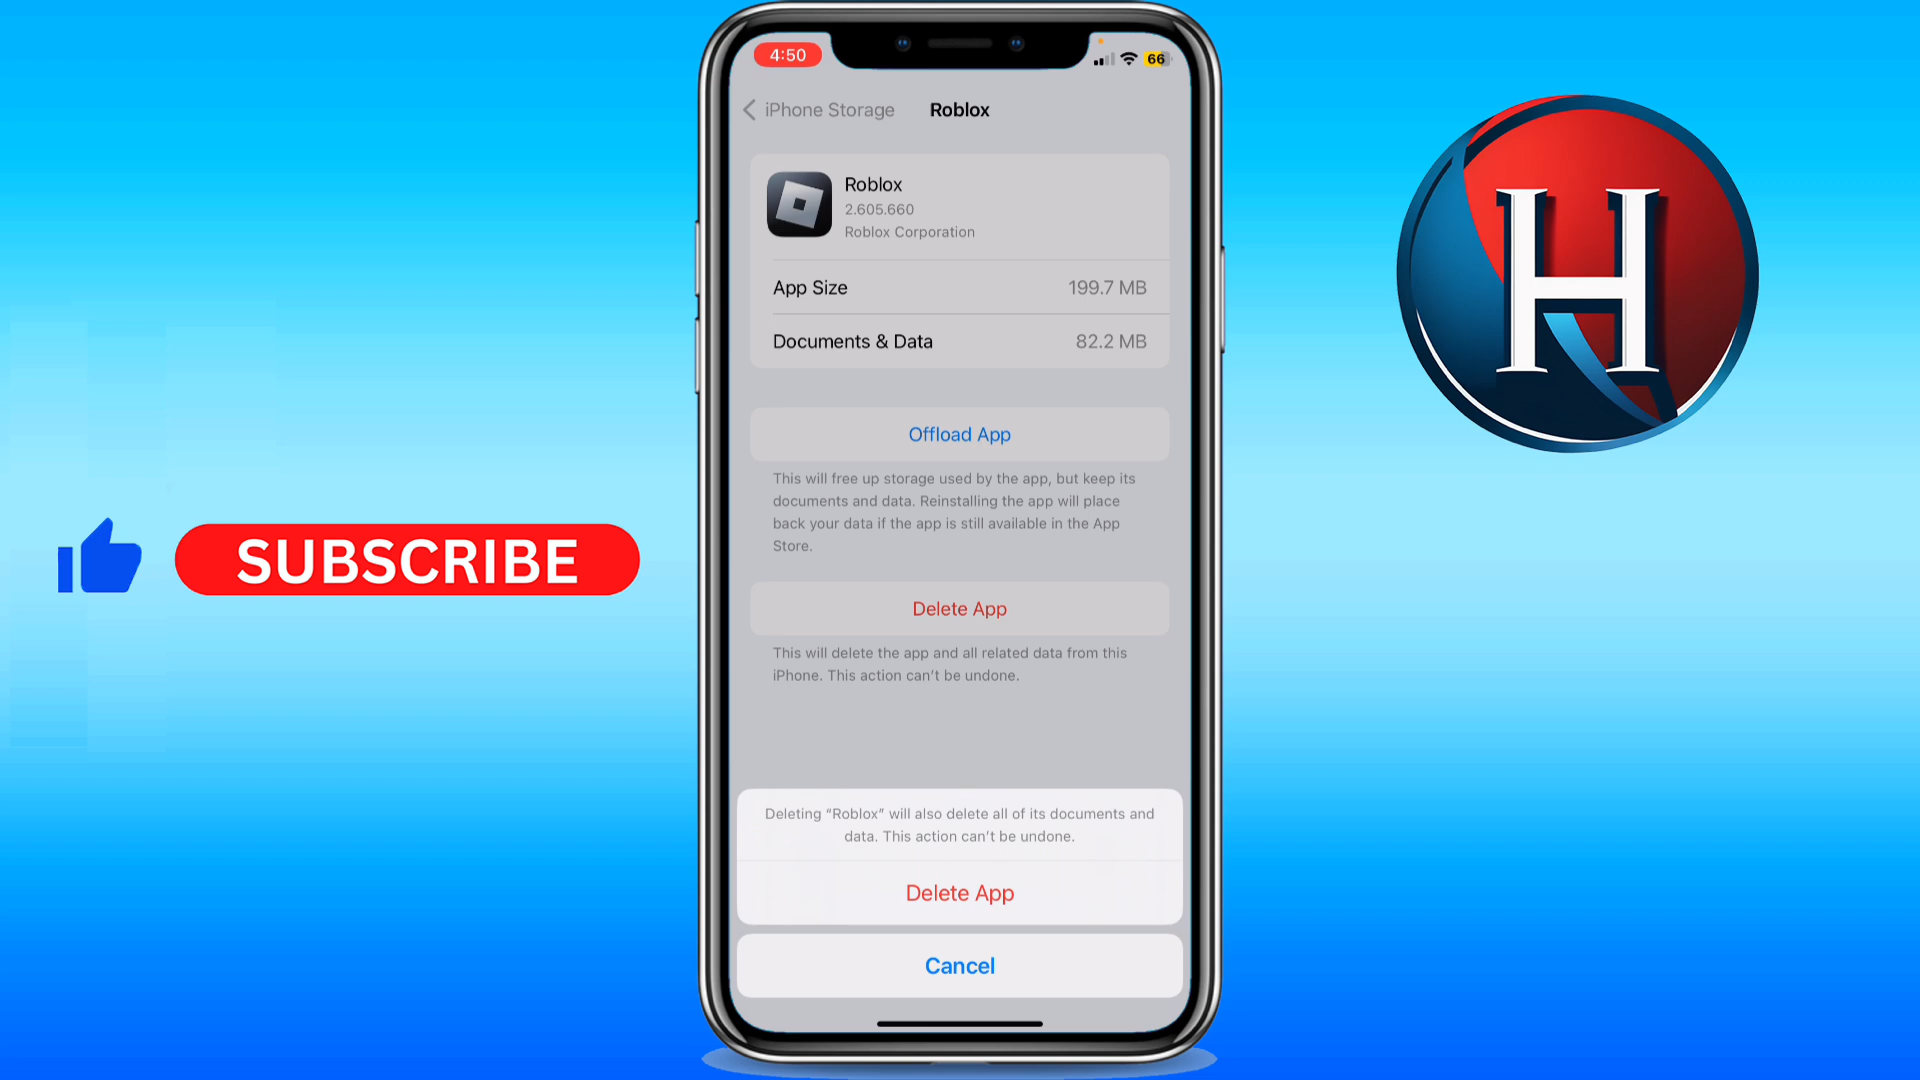 4:50
66
iPhone Storage
Roblox
Roblox
2.605.660
Roblox Corporation
App Size
199.7 MB
Documents & Data
82.2 MB
Offload App
This will free up storage used by the app, but keep its
documents and data. Reinstalling the app will place
back your data if the app is still available in the App
Store.
Delete App
This will delete the app and all related data from this
iPhone. This action can't be undone.
Deleting “Roblox” will also delete all of its documents and
data. This action can't be undone.
Delete App
Cancel
SUBSCRIBE
H